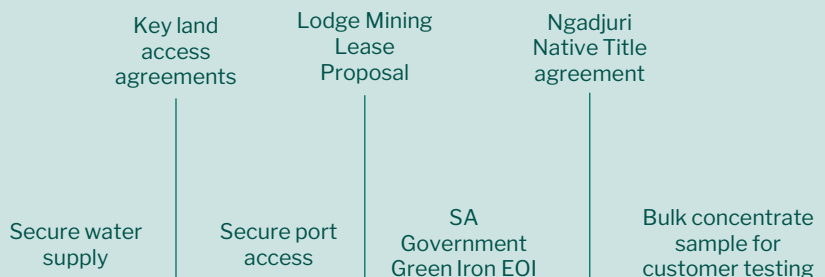 Key land
access
agreements
Lodge Mining
Lease
Proposal
Ngadjuri
Native Title
agreement
Secure water
supply
Secure port
access
SA
Government
Green Iron EOI
Bulk concentrate
sample for
customer testing